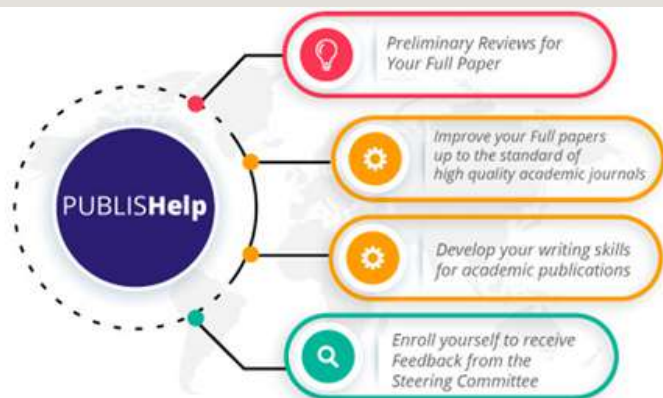 PUBLISHelp
Preliminary Reviews for
Your Full Paper
Improve your Full papers
up to the standard of
high quality academic journals
Develop your writing skills
for academic publications
Enroll yourself to receive
Feedback from the
Steering Committee